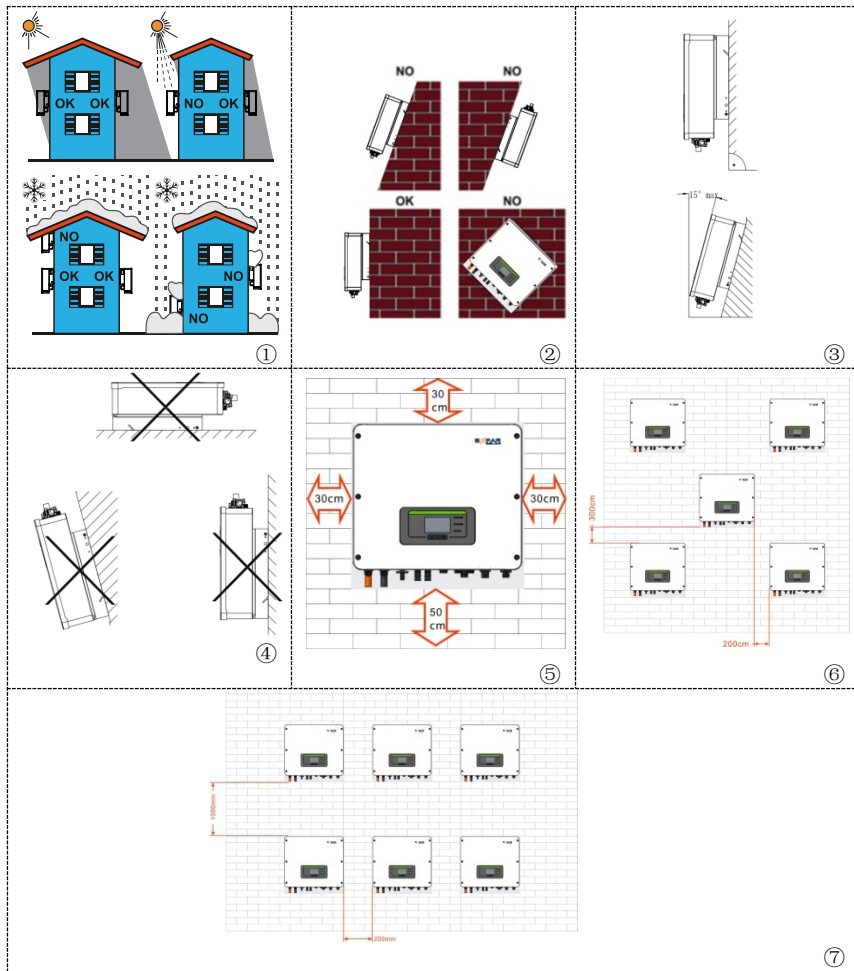 OK OK
NO OK
NO
OK OK
NO
NO
①
NO
NO
OK
NO
②
15° max
③
④
30
cm
30cm
30cm
50
cm
⑤
300cm
200cm
⑥
1000mm
200mm
⑦